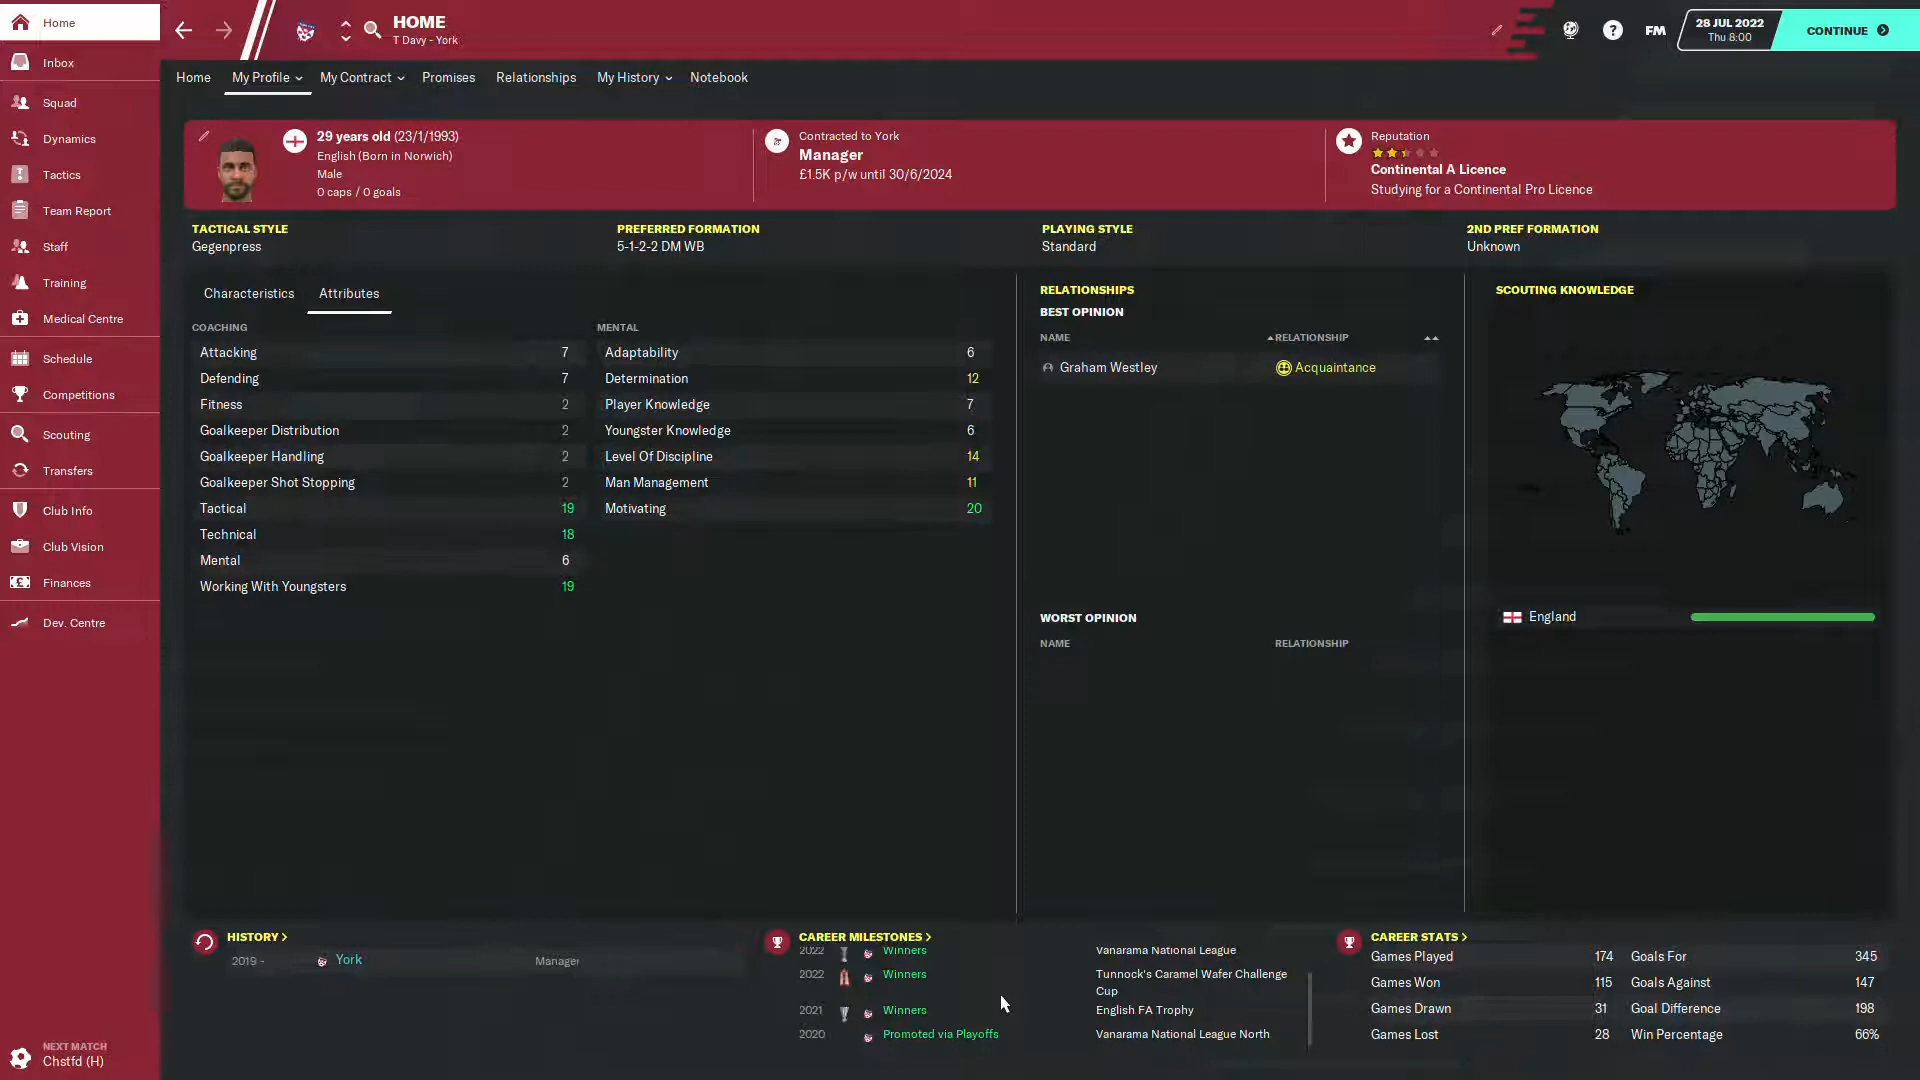 Home
Inbox
Squad
Dynamics
Tactics
Team Report
Staff
Training
Medical Centre
Schedule
Competitions
Scouting
Transfers
Club Info
Club Vision
Finances
Dev. Centre
NEXT MATCH
Chstfd (H)
HOME
T Davy - York
FM
28 JUL 2022
Thu 8:00
CONTINUE
Home My Profile My Contract Promises Relationships My History Notebook
29 years old (23/1/1993)
English (Born in Norwich)
Male
0 caps / 0 goals
Contracted to York
Manager
£1.5K p/w until 30/6/2024
Reputation
Continental A Licence
Studying for a Continental Pro Licence
TACTICAL STYLE
Gegenpress
PREFERRED FORMATION
5-1-2-2 DM WB
PLAYING STYLE
Standard
2ND PREF FORMATION
Unknown
Characteristics Attributes
COACHING
Attacking 7
Defending 7
Fitness 2
Goalkeeper Distribution 2
Goalkeeper Handling 2
Goalkeeper Shot Stopping 2
Tactical 19
Technical 18
Mental 6
Working With Youngsters 19
MENTAL
Adaptability 6
Determination 12
Player Knowledge 7
Youngster Knowledge 6
Level Of Discipline 14
Man Management 11
Motivating 20
RELATIONSHIPS
BEST OPINION
NAME RELATIONSHIP
Graham Westley Acquaintance
WORST OPINION
NAME RELATIONSHIP
SCOUTING KNOWLEDGE
England
HISTORY >
2019 - York Manager
CAREER MILESTONES >
2022 Winners Vanarama National League
2022 Winners Tunnock's Caramel Wafer Challenge
Cup
2021 Winners English FA Trophy
2020 Promoted via Playoffs Vanarama National League North
CAREER STATS >
Games Played 174 Goals For 345
Games Won 115 Goals Against 147
Games Drawn 31 Goal Difference 198
Games Lost 28 Win Percentage 66%